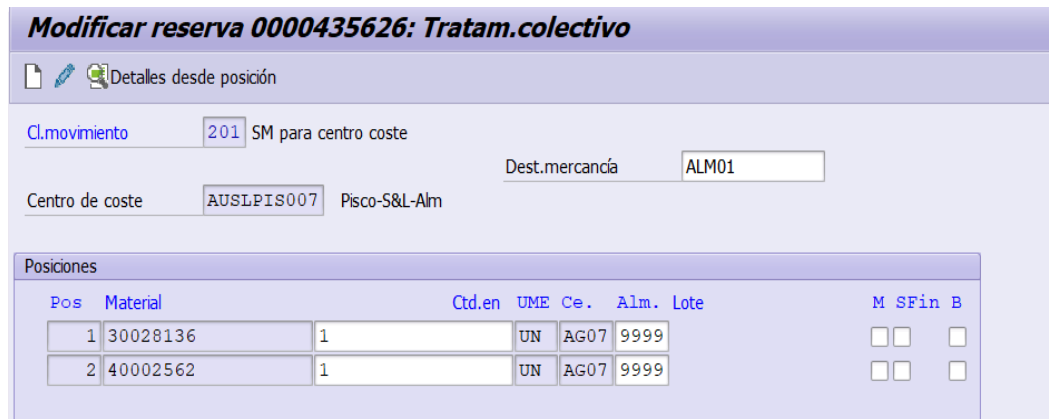 Modificar reserva 0000435626: Tratam.colectivo
Detalles desde posición
Cl.movimiento 201 SM para centro coste
Dest.mercancía ALM01
Centro de coste AUSLPIS007 Pisco-S&L-Alm
Posiciones
Pos Material Ctd.en UME Ce. Alm. Lote M SFin B
1 30028136 1 UN AG07 9999
2 40002562 1 UN AG07 9999